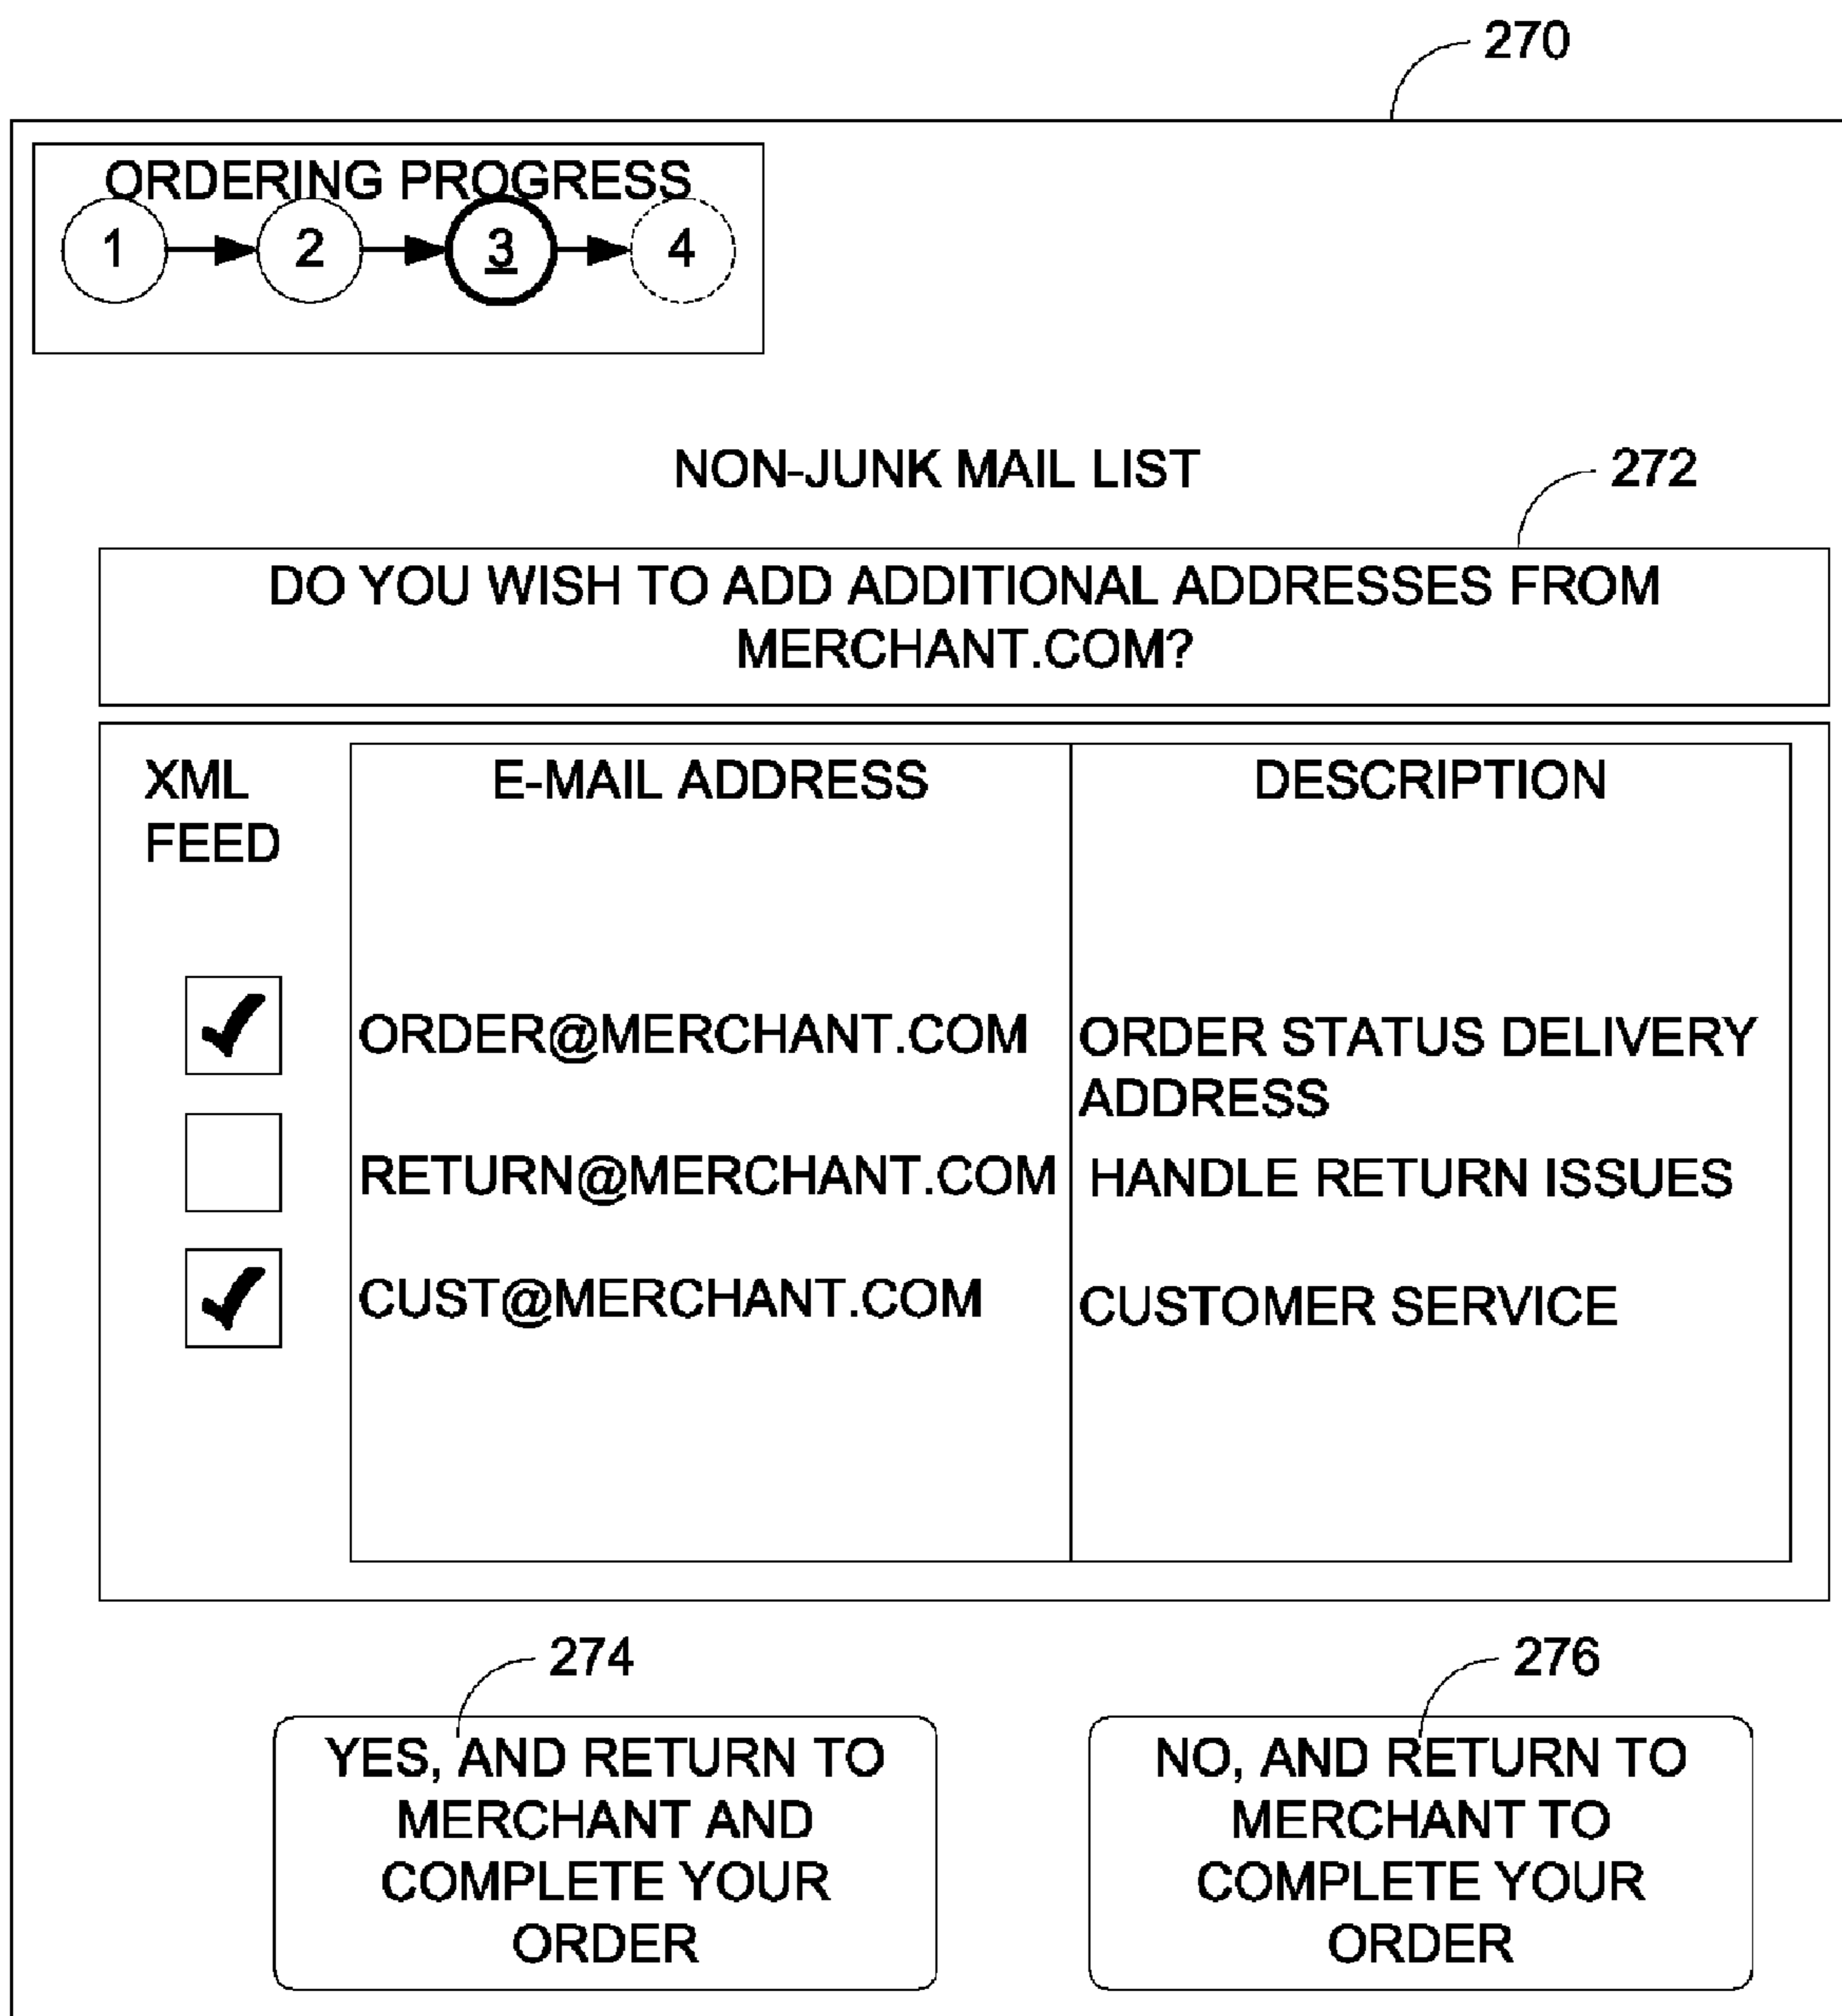 270
ORDERING PROGRESS
1 2 3 4
NON-JUNK MAIL LIST
272
DO YOU WISH TO ADD ADDITIONAL ADDRESSES FROM
MERCHANT.COM?
XML
FEED
E-MAIL ADDRESS
DESCRIPTION
ORDER@MERCHANT.COM
ORDER STATUS DELIVERY
ADDRESS
RETURN@MERCHANT.COM
HANDLE RETURN ISSUES
CUST@MERCHANT.COM
CUSTOMER SERVICE
274
YES, AND RETURN TO
MERCHANT AND
COMPLETE YOUR
ORDER
276
NO, AND RETURN TO
MERCHANT TO
COMPLETE YOUR
ORDER